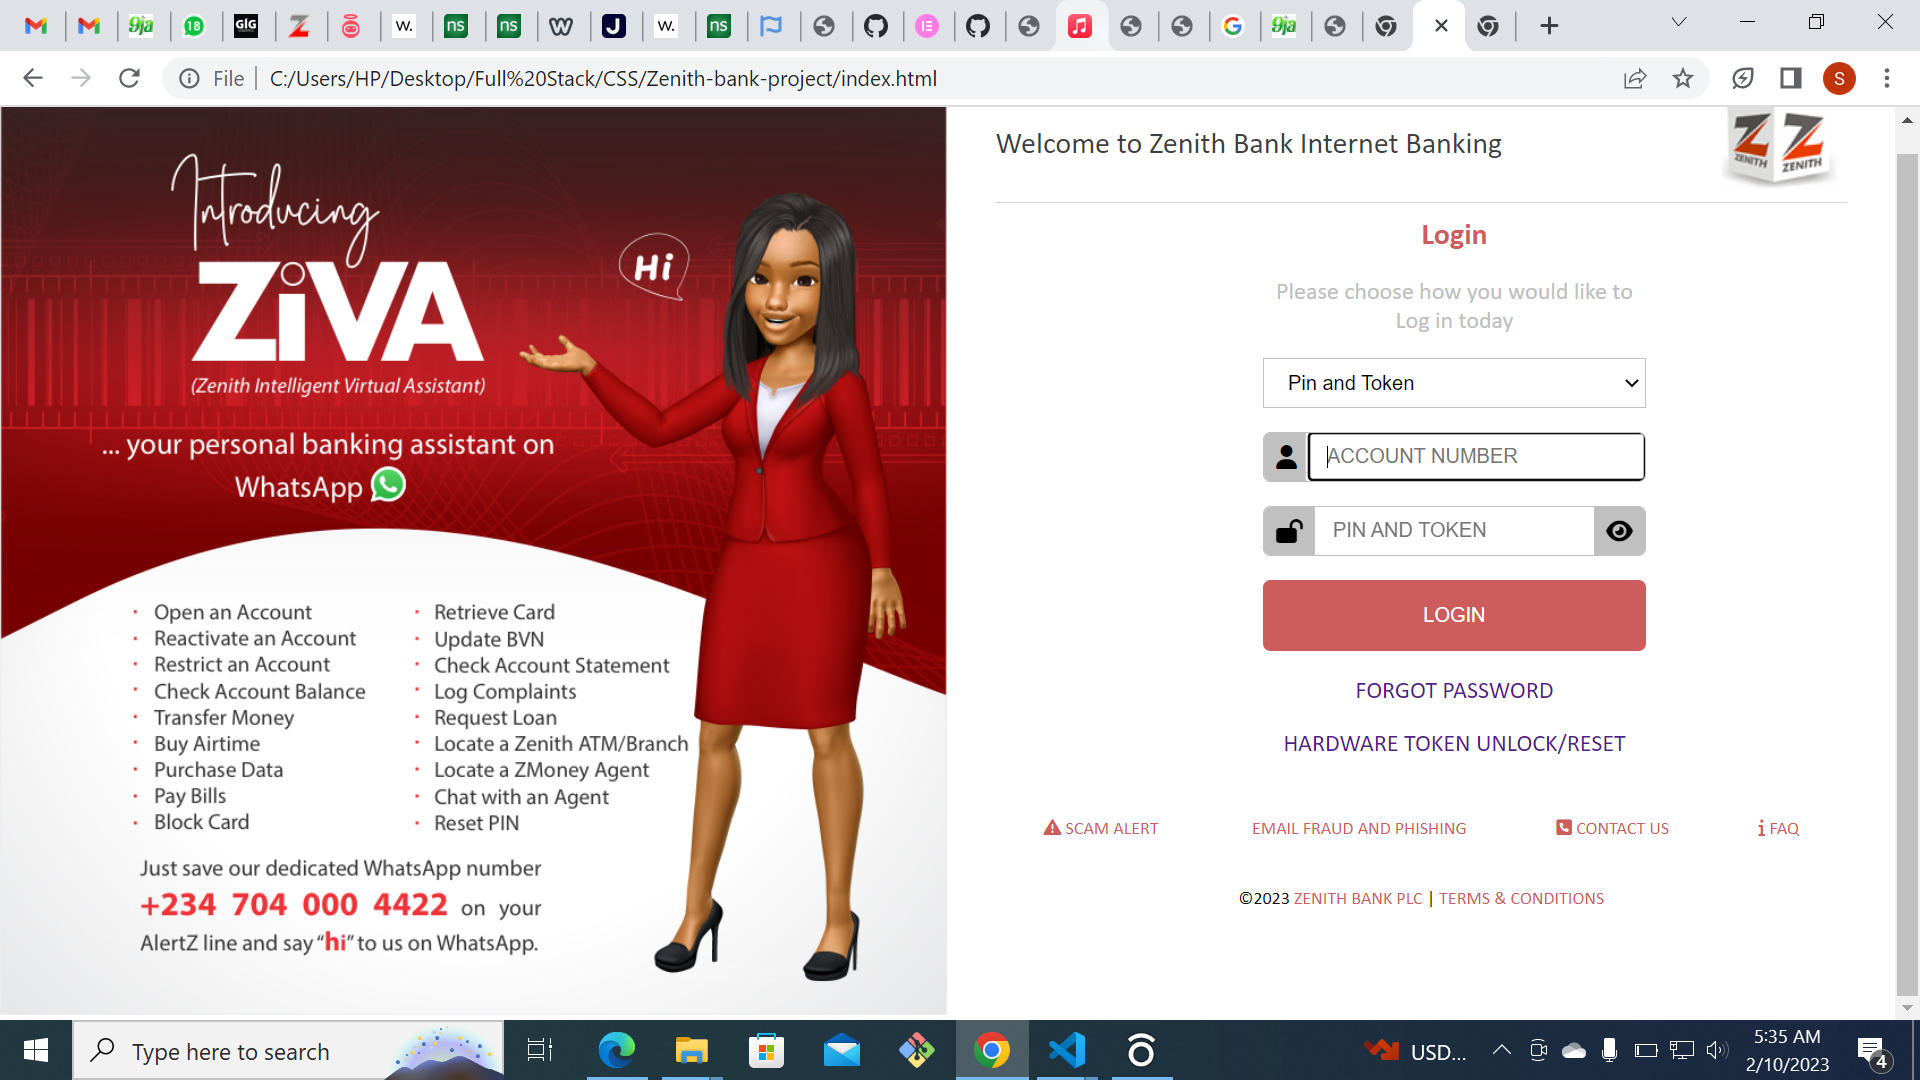 18
9ja
GIG
w.
ns
ns
J
w.
ns
9ja
File
C:/Users/HP/Desktop/Full%20Stack/CSS/Zenith-bank-project/index.html
S
Introducing
ZiVA
(Zenith Intelligent Virtual Assistant)
Hi
... your personal banking assistant on
WhatsApp
· Open an Account
· Reactivate an Account
· Restrict an Account
· Check Account Balance
· Transfer Money
· Buy Airtime
· Purchase Data
· Pay Bills
· Block Card
· Retrieve Card
· Update BVN
· Check Account Statement
· Log Complaints
· Request Loan
· Locate a Zenith ATM/Branch
· Locate a ZMoney Agent
· Chat with an Agent
· Reset PIN
Just save our dedicated WhatsApp number
+234 704 000 4422 on your
AlertZ line and say “hi” to us on WhatsApp.
Welcome to Zenith Bank Internet Banking
ZENITH ZENITH
Login
Please choose how you would like to
Log in today
Pin and Token
ACCOUNT NUMBER
PIN AND TOKEN
LOGIN
FORGOT PASSWORD
HARDWARE TOKEN UNLOCK/RESET
SCAM ALERT EMAIL FRAUD AND PHISHING CONTACT US FAQ
©2023 ZENITH BANK PLC | TERMS & CONDITIONS
Type here to search
USD...
5:35 AM
2/10/2023
4